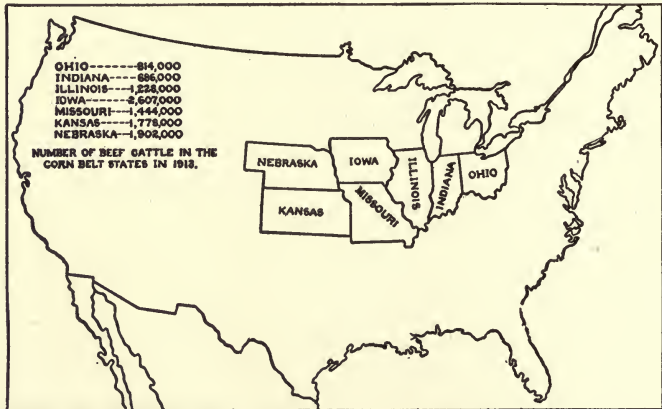 OHIO-------814,000
INDIANA----686,000
ILLINOIS---1,228,000
IOWA-------2,607,000
MISSOURI---1,444,000
KANSAS-----1,778,000
NEBRASKA---1,902,000
NUMBER OF BEEF CATTLE IN THE
CORN BELT STATES IN 1913.
NEBRASKA
IOWA
ILLINOIS
INDIANA
OHIO
KANSAS
MISSOURI